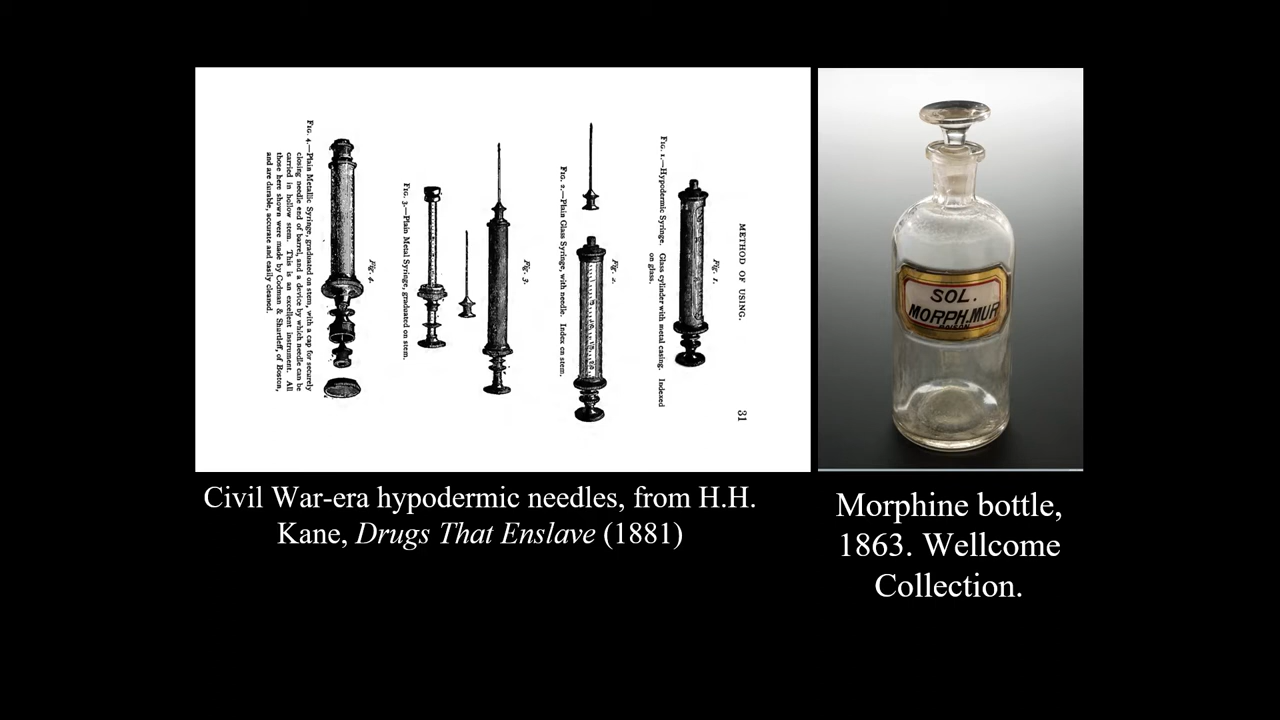 METHOD OF USING.
31
Fig. 1.
FIG. 1.—Hypodermic Syringe. Glass cylinder with metal casing. Indexed
on glass.
Fig. 2.
FIG. 2.—Plain Glass Syringe, with needle. Index on stem.
Fig. 3.
FIG. 3.—Plain Metal Syringe, graduated on stem.
Fig. 4.
FIG. 4.—Plain Metallic Syringe, graduated on stem, with a cap for securely
closing needle end of barrel, and a device by which needle can be
carried in hollow stem. This is an excellent instrument. All
those here shown were made by Codman & Shurtleff, of Boston,
and are durable, accurate and easily cleaned.
SOL.
MORPH.MUR
Civil War-era hypodermic needles, from H.H.
Kane, Drugs That Enslave (1881)
Morphine bottle,
1863. Wellcome
Collection.